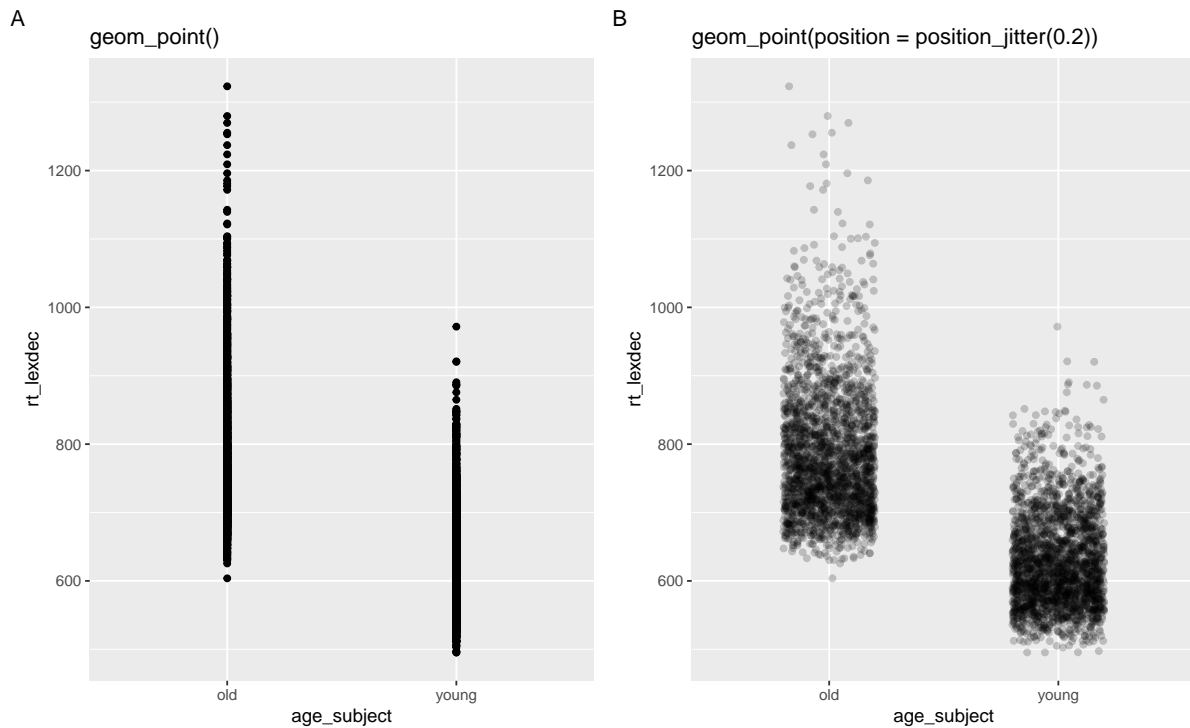 A
geom_point()
1200
1000
800
600
rt_lexdec
old
young
age_subject
B
geom_point(position = position_jitter(0.2))
1200
1000
800
600
rt_lexdec
old
young
age_subject